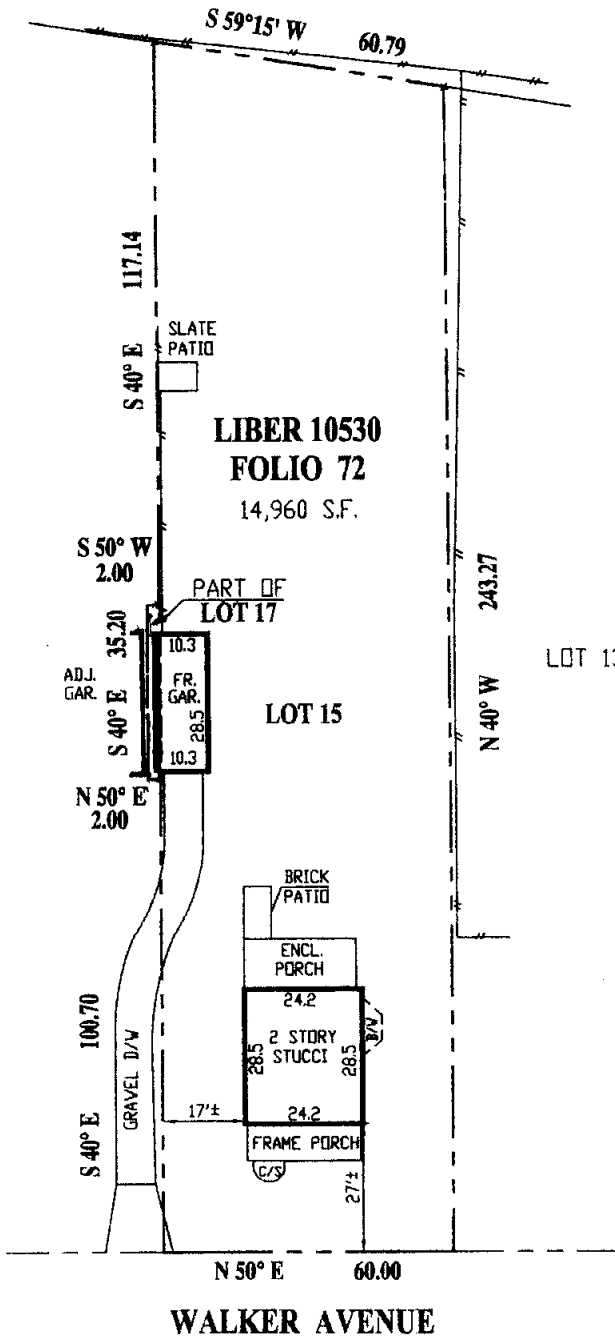 S 59°15' W 60.79
117.14
S 40° E
SLATE
PATIO
LIBER 10530
FOLIO 72
14,960 S.F.
S 50° W
2.00
PART OF
LOT 17
35.20
S 40° E
ADJ.
GAR.
10.3
FR.
GAR.
28.5
10.3
LOT 15
243.27
N 40° W
LOT 13
N 50° E
2.00
BRICK
PATIO
ENCL.
PORCH
24.2
2 STORY
STUCCI
28.5
28.5
B/W
24.2
FRAME PORCH
C/S
17'±
27'±
100.70
S 40° E
GRAVEL D/W
N 50° E 60.00
WALKER AVENUE